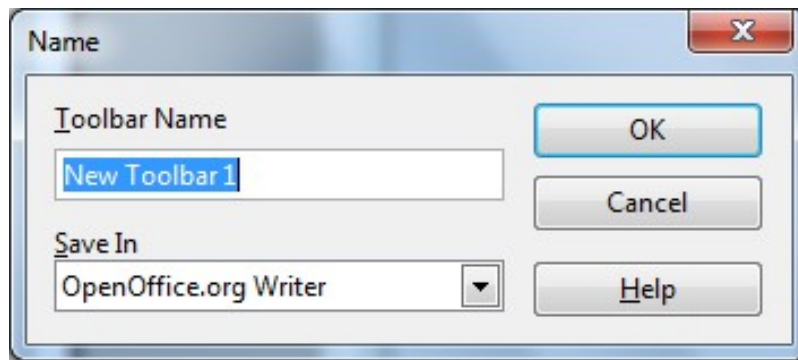 Name
Toolbar Name
New Toolbar 1
Save In
OpenOffice.org Writer
OK
Cancel
Help